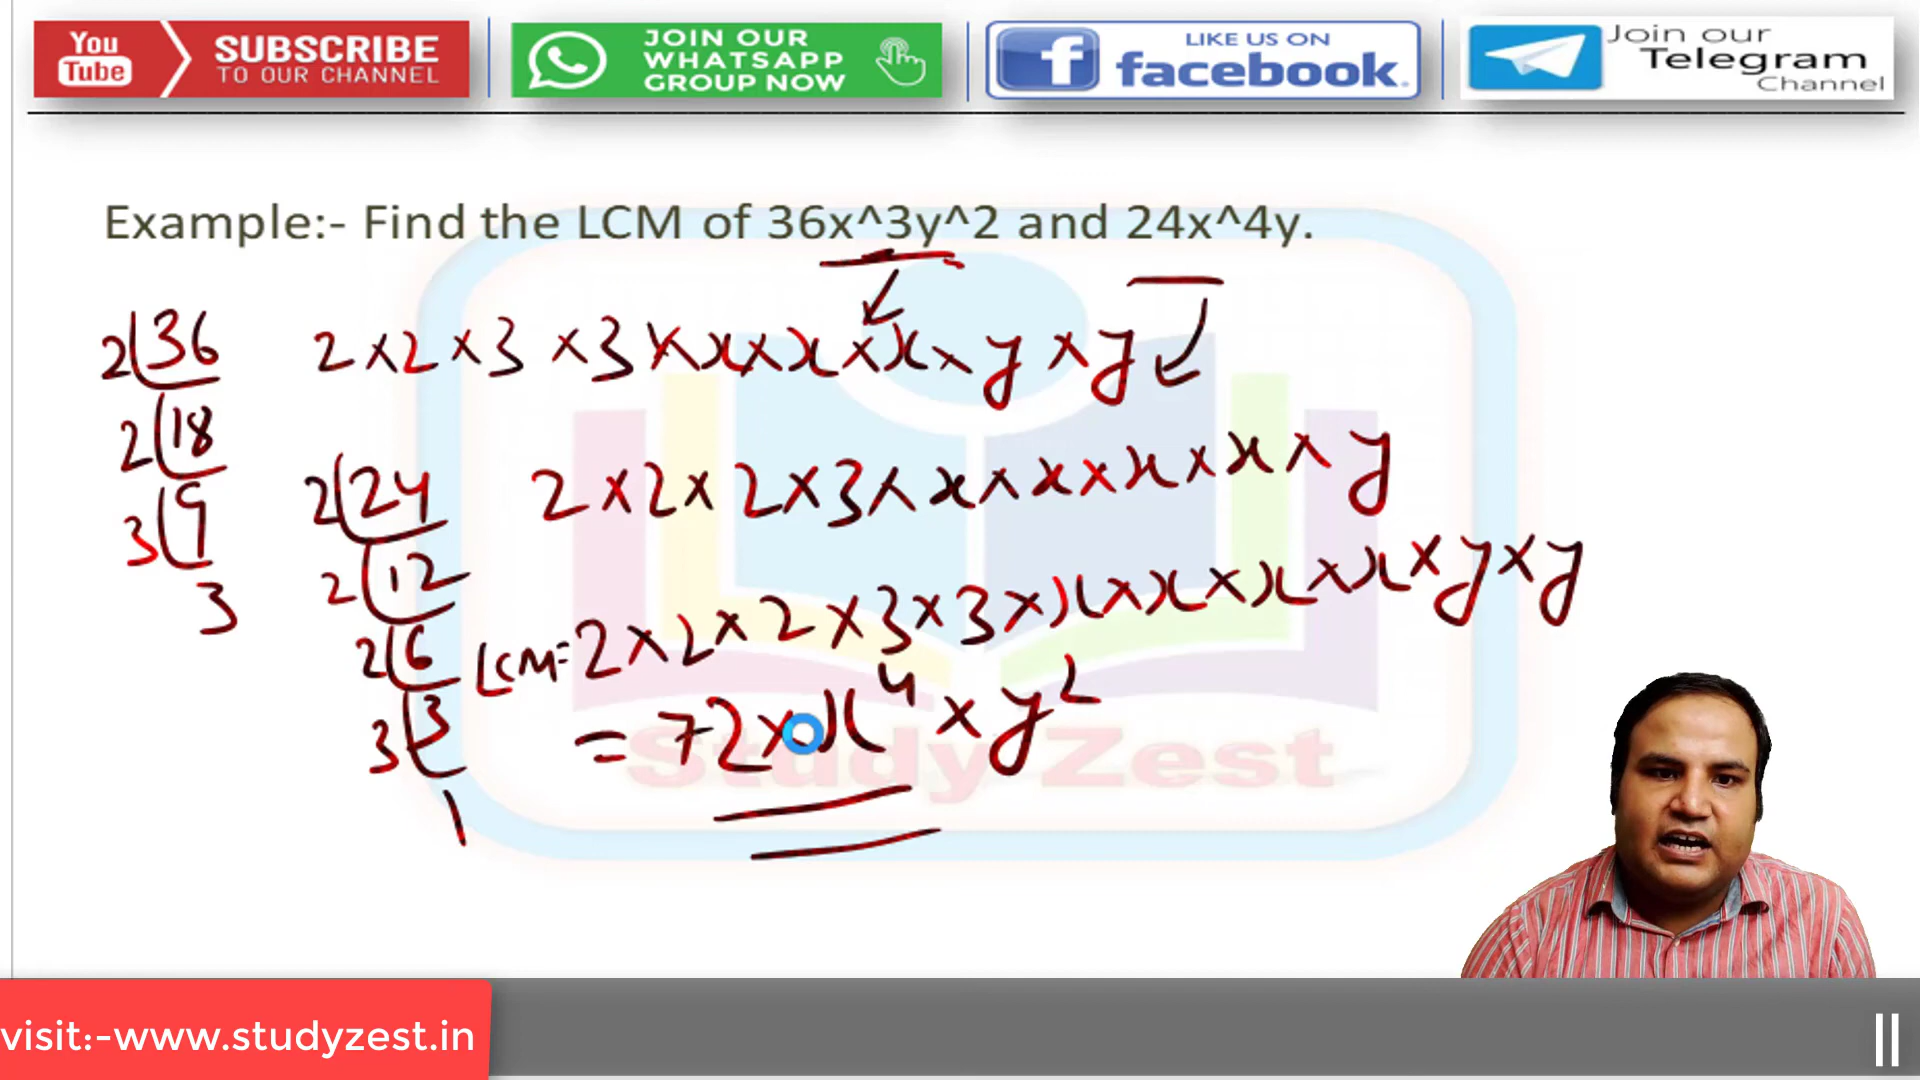 You Tube SUBSCRIBE TO OUR CHANNEL
JOIN OUR WHATSAPP GROUP NOW
LIKE US ON facebook.
Join our Telegram Channel
Example:- Find the LCM of 36x^3y^2 and 24x^4y.
2 36
2 18
3 9
3
2 × 2 × 3 × 3 × x × x × x × y × y
2 24
2 12
2 6
3 3
1
2 × 2 × 2 × 3 × x × x × x × x × y
LCM = 2 × 2 × 2 × 3 × 3 × x × x × x × x × y × y
= 72 × x^4 × y^2
Study Zest
visit:-www.studyzest.in